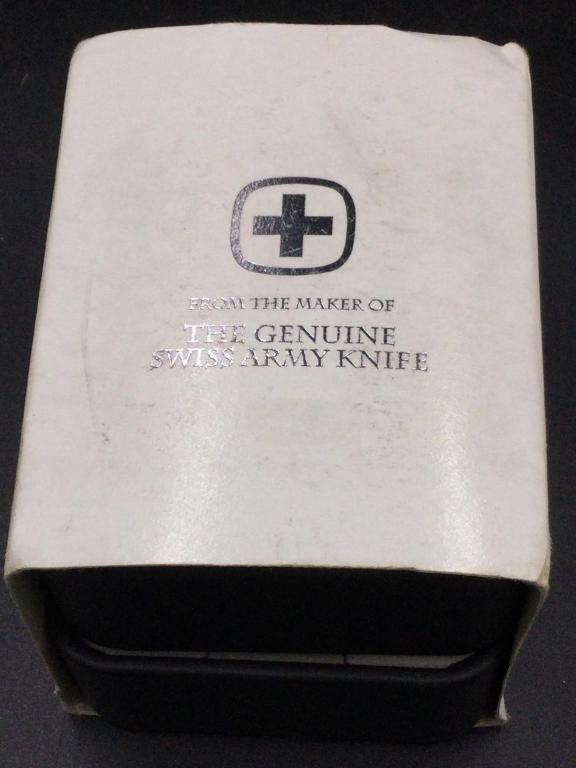 FROM THE MAKER OF
THE GENUINE
SWISS ARMY KNIFE